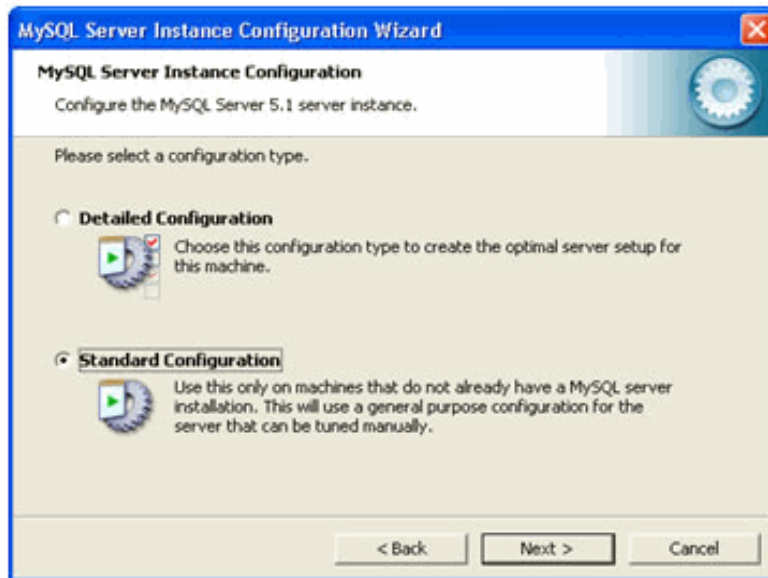 MySQL Server Instance Configuration Wizard
MySQL Server Instance Configuration
Configure the MySQL Server 5.1 server instance.
Please select a configuration type.
Detailed Configuration
Choose this configuration type to create the optimal server setup for
this machine.
Standard Configuration
Use this only on machines that do not already have a MySQL server
installation. This will use a general purpose configuration for the
server that can be tuned manually.
< Back
Next >
Cancel